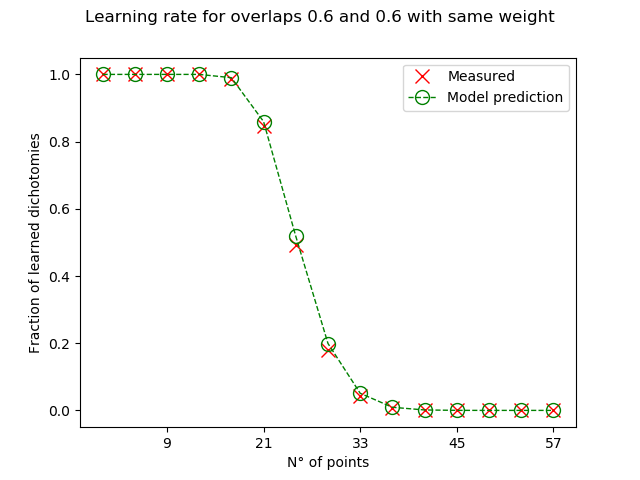 Learning rate for overlaps 0.6 and 0.6 with same weight
Measured
Model prediction
1.0
0.8
0.6
0.4
0.2
0.0
Fraction of learned dichotomies
9 21 33 45 57
N° of points